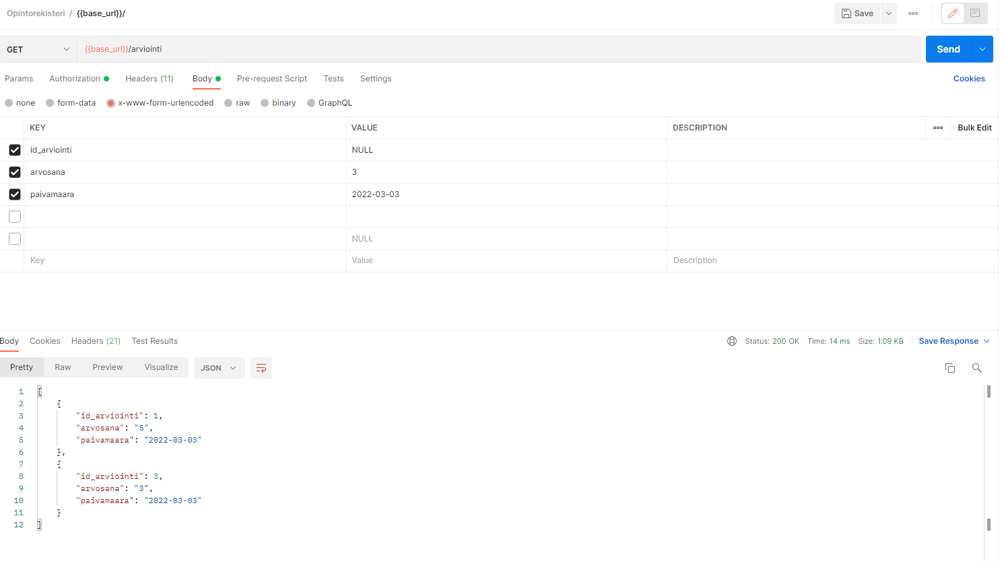 Opintorekisteri / {{base_url}}/
Save
GET {{base_url}}/arviointi Send
Params Authorization Headers (11) Body Pre-request Script Tests Settings Cookies
none form-data x-www-form-urlencoded raw binary GraphQL
KEY VALUE DESCRIPTION Bulk Edit
id_arviointi NULL
arvosana 3
paivamaara 2022-03-03
NULL
Key Value Description
Body Cookies Headers (21) Test Results Status: 200 OK Time: 14 ms Size: 1.09 KB Save Response
Pretty Raw Preview Visualize JSON
1 [
2 {
3 "id_arviointi": 1,
4 "arvosana": "5",
5 "paivamaara": "2022-03-03"
6 },
7 {
8 "id_arviointi": 3,
9 "arvosana": "3",
10 "paivamaara": "2022-03-03"
11 }
12 ]